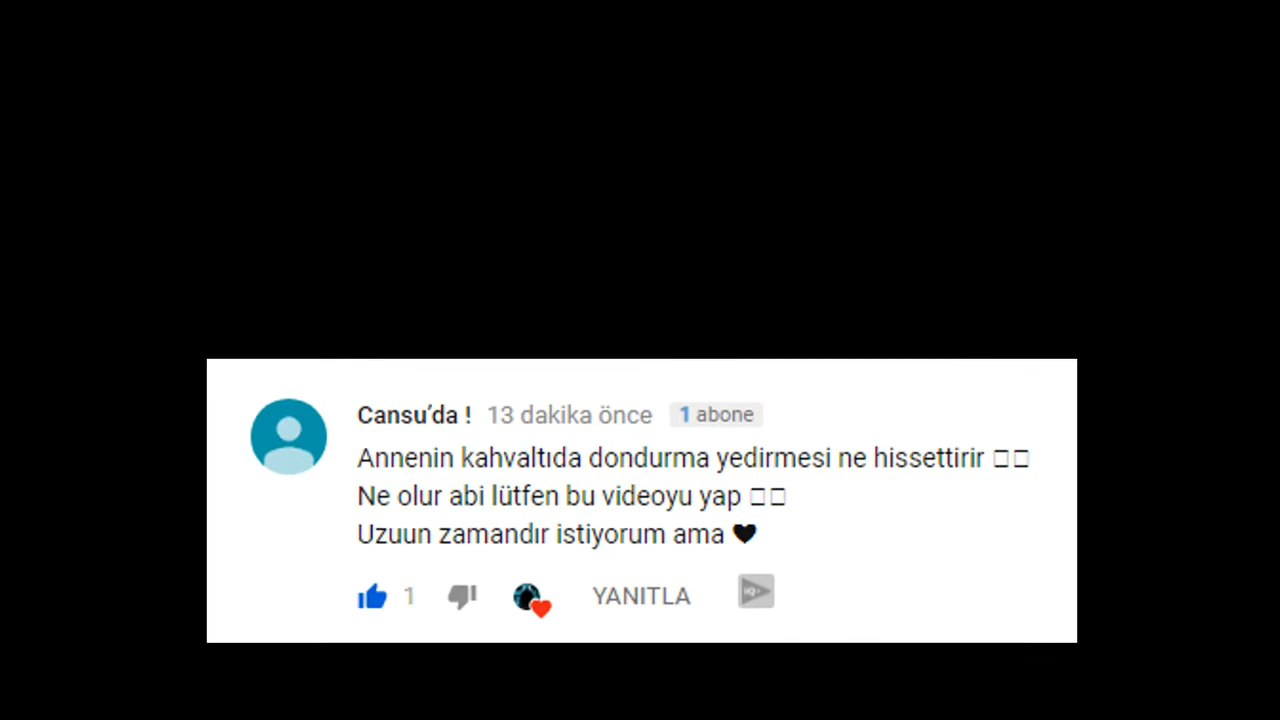 Cansu'da ! 13 dakika önce 1 abone
Annenin kahvaltıda dondurma yedirmesi ne hissettirir □□
Ne olur abi lütfen bu videoyu yap □□
Uzuun zamandır istiyorum ama 🖤
1 YANITLA